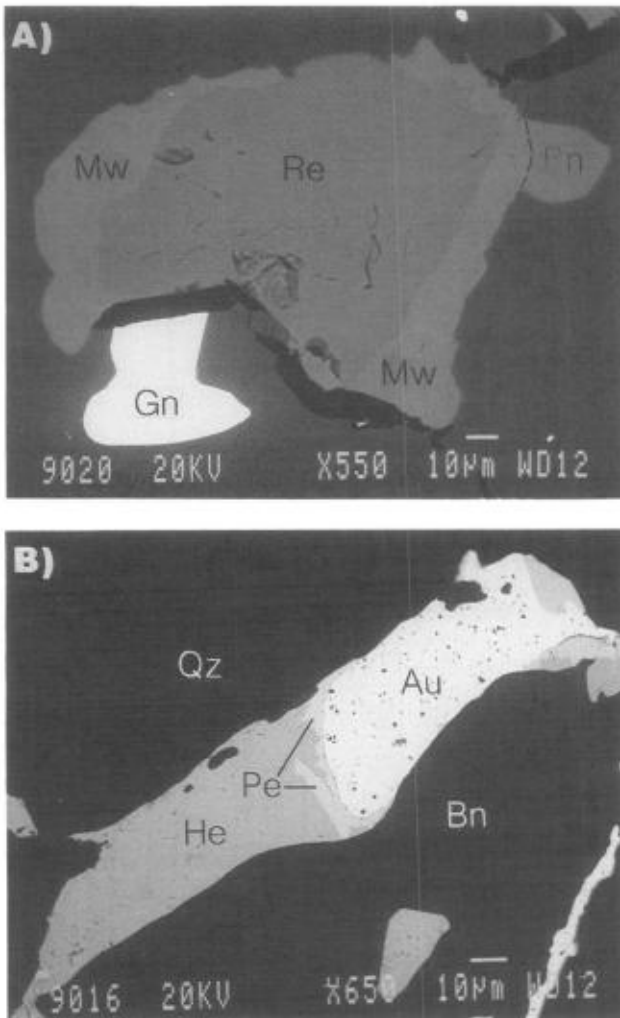 A)
Mw Re Pn
Mw
Gn
9020 20KV X550 10µm WD12
B)
Qz
Au
Pe
Bn
He
9016 20KV X650 10µm WD12